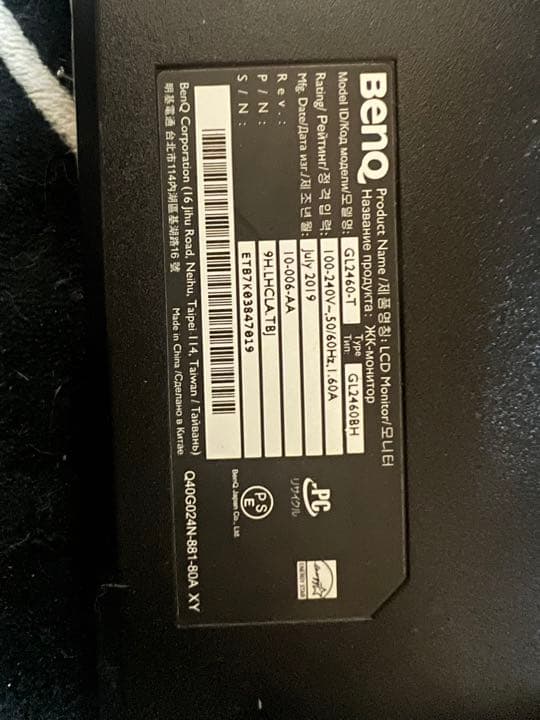 BenQ
Product Name /제 품 명칭: LCD Monitor/모니터
Название продукта: ЖК-монитор
Model ID/Код модели/모델명: GL2460-T Type Тип: GL2460BH
Rating/ Рейтинг/ 정 격 입 력: 100-240V~,50/60Hz,1.60A
Mfg. Date/Дата изг./제 조년월: July 2019
Rev.: 10-006-AA
P/N: 9H.LHCLA.TBJ
S/N: ETB7K03847019
BenQ Corporation (16 Jihu Road, Neihu, Taipei 114, Taiwan / Тайвань)
明基電通 台北市114內湖區基湖路16 號 Made in China /Сделано в Китае
PC
リサイクル
PSE
BenQ Japan Co., Ltd.
ENERGY STAR
Q40G024N-881-80A XY